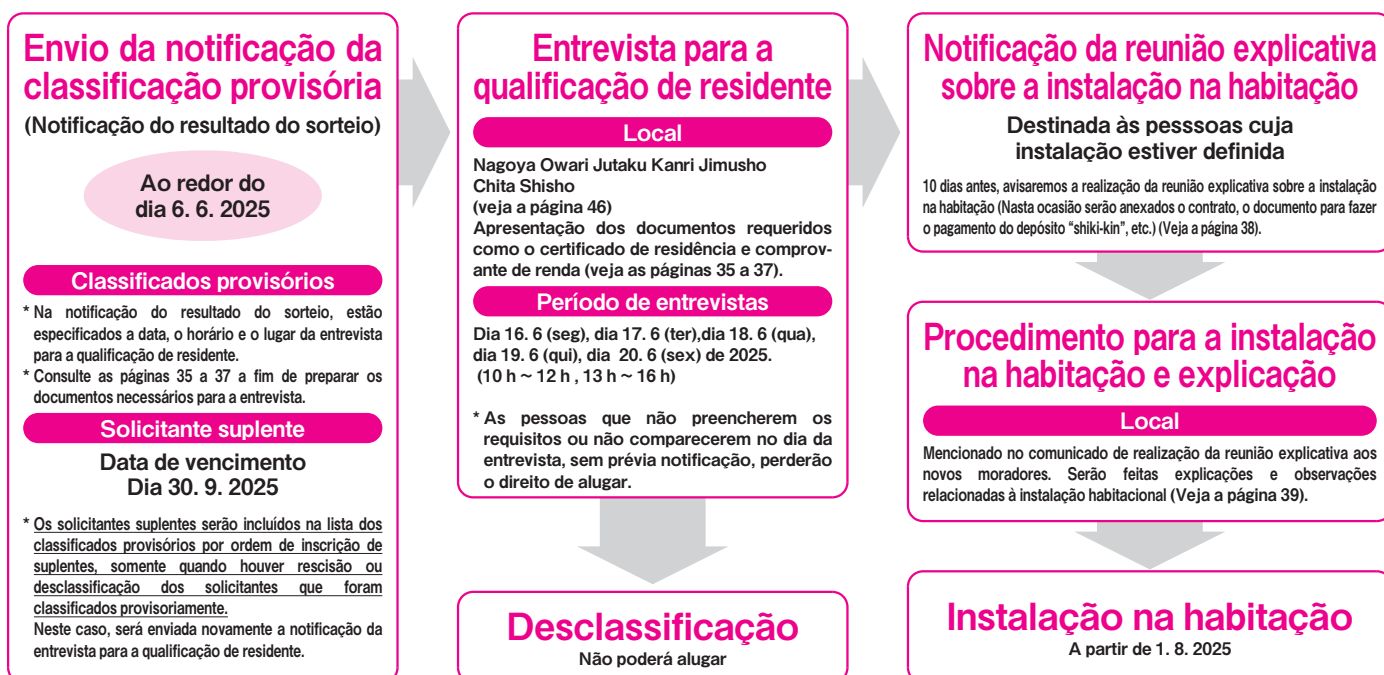 Envio da notificação da
classificação provisória
(Notificação do resultado do sorteio)
Ao redor do
dia 6. 6. 2025
Classificados provisórios
* Na notificação do resultado do sorteio, estão
especificados a data, o horário e o lugar da entrevista
para a qualificação de residente.
* Consulte as páginas 35 a 37 a fim de preparar os
documentos necessários para a entrevista.
Solicitante suplente
Data de vencimento
Dia 30. 9. 2025
* Os solicitantes suplentes serão incluídos na lista dos
classificados provisórios por ordem de inscrição de
suplentes, somente quando houver rescisão ou
desclassificação dos solicitantes que foram
classificados provisoriamente.
Neste caso, será enviada novamente a notificação da
entrevista para a qualificação de residente.
Entrevista para a
qualificação de residente
Local
Nagoya Owari Jutaku Kanri Jimusho
Chita Shisho
(veja a página 46)
Apresentação dos documentos requeridos
como o certificado de residência e comprov-
ante de renda (veja as páginas 35 a 37).
Período de entrevistas
Dia 16. 6 (seg), dia 17. 6 (ter),dia 18. 6 (qua),
dia 19. 6 (qui), dia 20. 6 (sex) de 2025.
(10 h ~ 12 h , 13 h ~ 16 h)
* As pessoas que não preencherem os
requisitos ou não comparecerem no dia da
entrevista, sem prévia notificação, perderão
o direito de alugar.
Desclassificação
Não poderá alugar
Notificação da reunião explicativa
sobre a instalação na habitação
Destinada às pesssoas cuja
instalação estiver definida
10 dias antes, avisaremos a realização da reunião explicativa sobre a instalação
na habitação (Nasta ocasião serão anexados o contrato, o documento para fazer
o pagamento do depósito “shiki-kin”, etc.) (Veja a página 38).
Procedimento para a instalação
na habitação e explicação
Local
Mencionado no comunicado de realização da reunião explicativa aos
novos moradores. Serão feitas explicações e observações
relacionadas à instalação habitacional (Veja a página 39).
Instalação na habitação
A partir de 1. 8. 2025